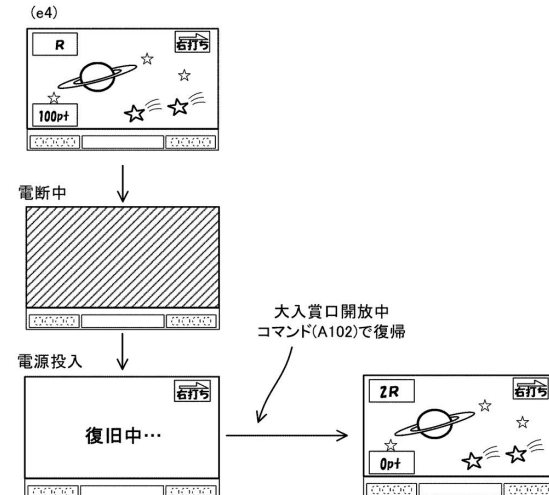 (e4)
R
右打ち
100pt
電断中
大入賞口開放中
コマンド(A102)で復帰
電源投入
右打ち
復旧中…
2R
右打ち
0pt